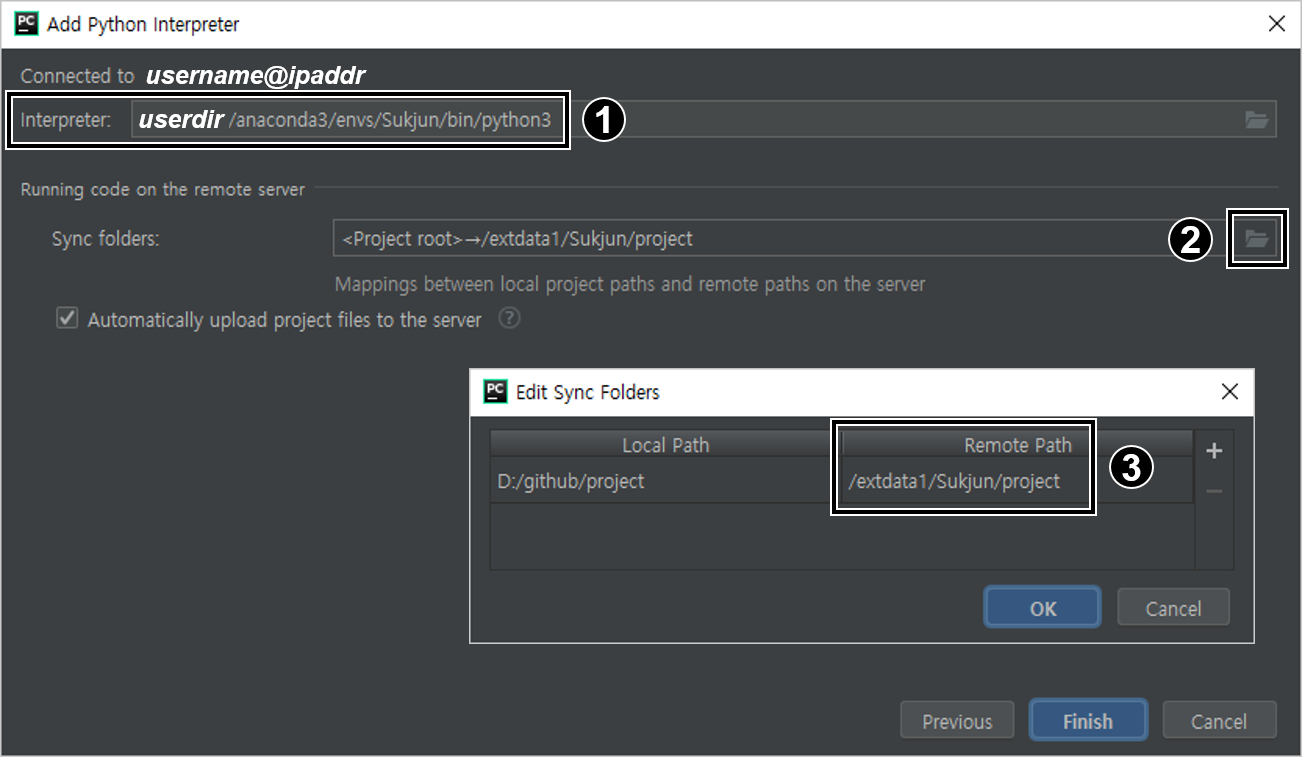 PC Add Python Interpreter
Connected to username@ipaddr
Interpreter: userdir /anaconda3/envs/Sukjun/bin/python3 1
Running code on the remote server
Sync folders: <Project root>→/extdata1/Sukjun/project 2
Mappings between local project paths and remote paths on the server
Automatically upload project files to the server ?
PC Edit Sync Folders
Local Path Remote Path
D:/github/project /extdata1/Sukjun/project 3
OK Cancel
Previous Finish Cancel